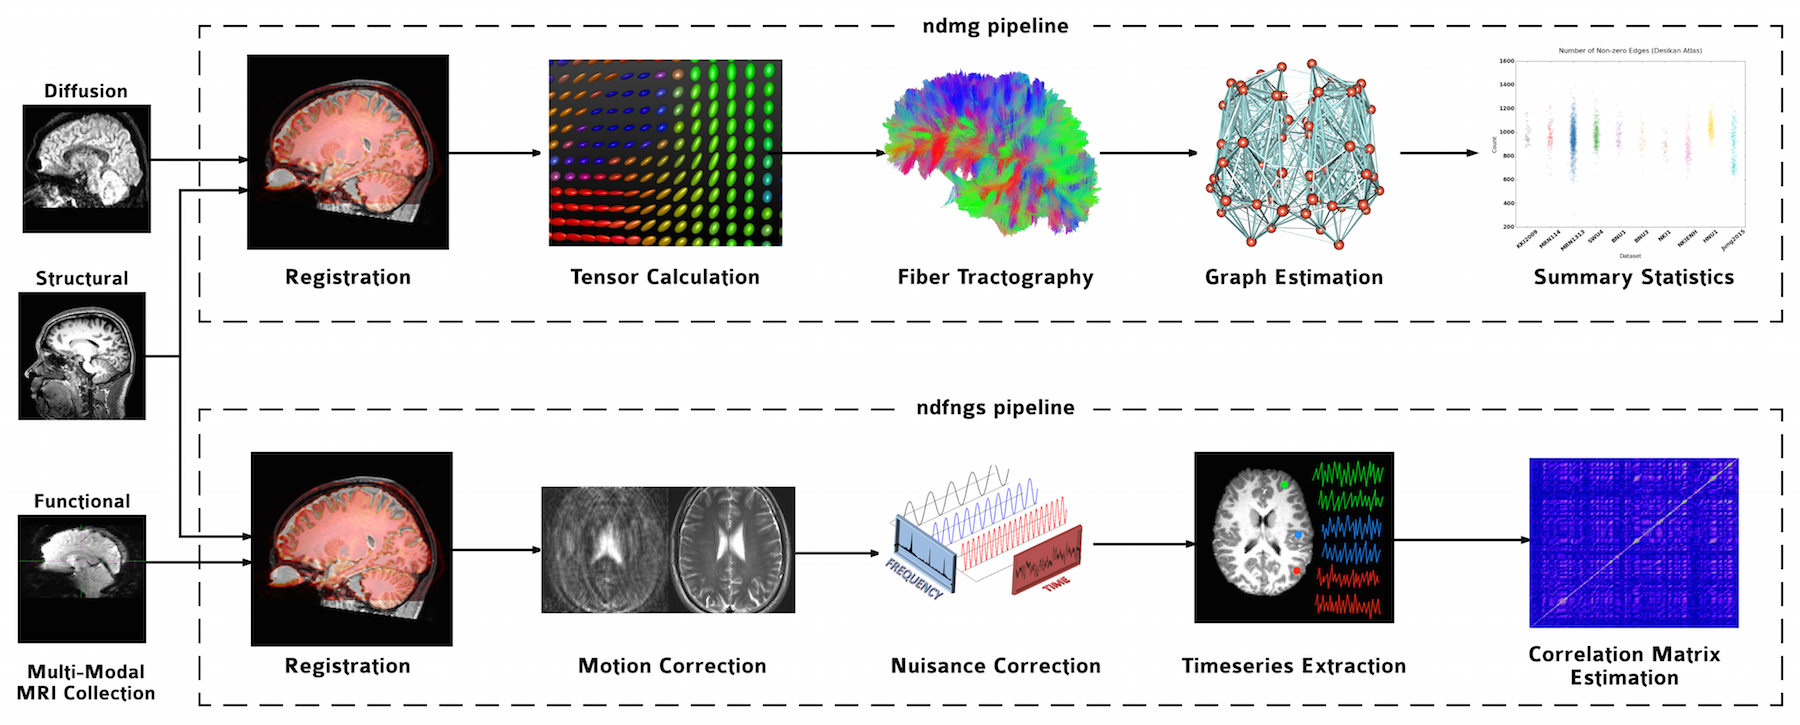 ndmg pipeline
Diffusion
Structural
Functional
Multi-Modal
MRI Collection
Registration
Tensor Calculation
Fiber Tractography
Graph Estimation
Number of Non-zero Edges (Desikan Atlas)
1600
1400
1200
1000
800
600
400
200
Count
KKI2009
MRN114
MRN1313
SWU4
BNU1
BNU3
NKI1
NKIENH
HNU1
Jung2015
Dataset
Summary Statistics
ndfngs pipeline
Registration
Motion Correction
FREQUENCY
TIME
Nuisance Correction
Timeseries Extraction
Correlation Matrix
Estimation